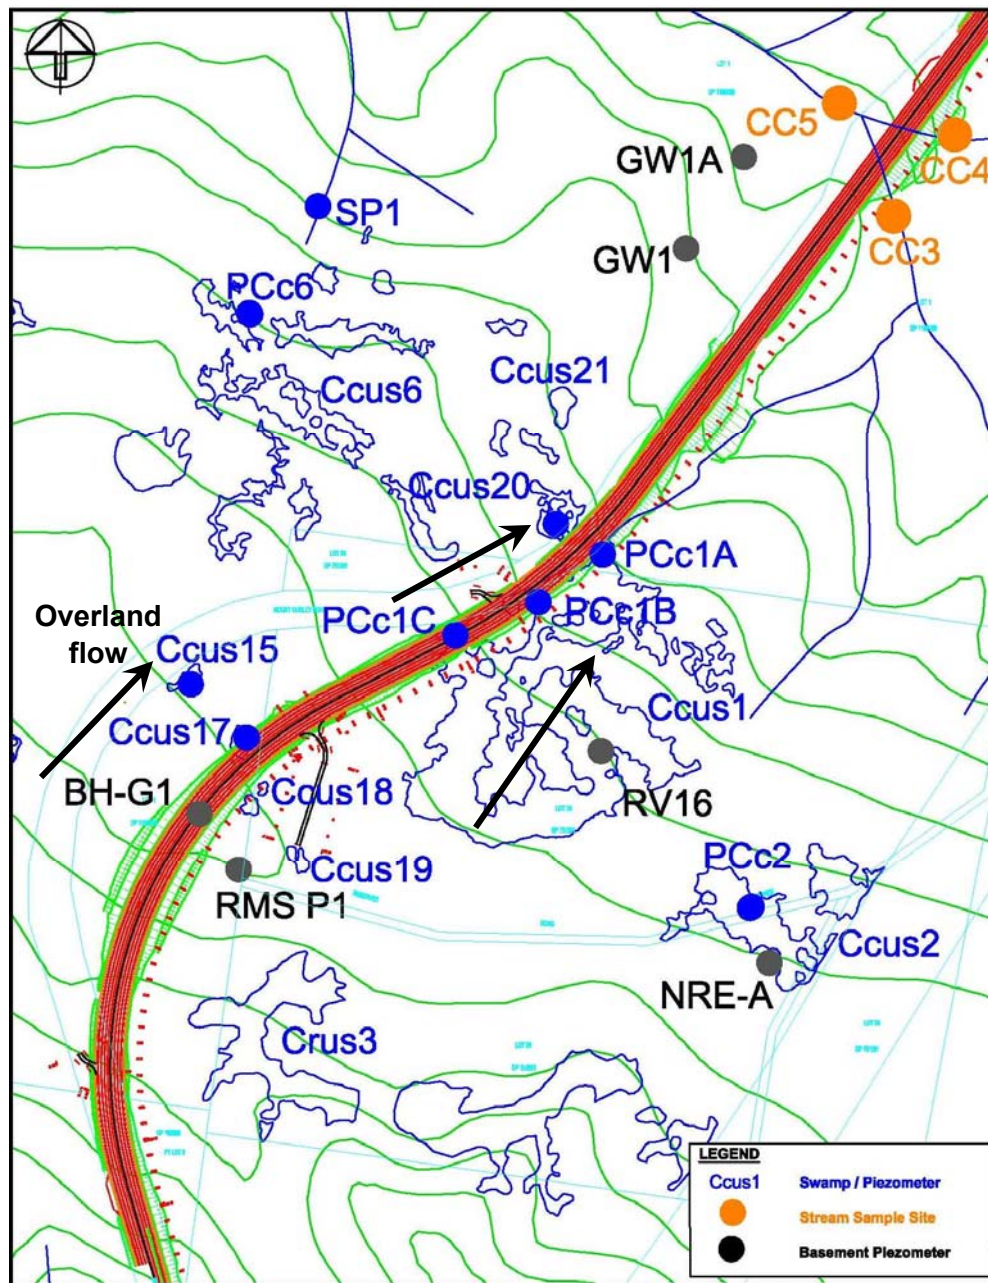 CC5
GW1A
CC4
SP1
CC3
GW1
PCc6
Ccus21
Ccus6
Ccus20
PCc1A
PCc1B
Overland
flow
PCc1C
Ccus15
Ccus1
Ccus17
BH-G1
Ccus18
RV16
Ccus19
PCc2
RMS P1
Ccus2
NRE-A
Crus3
LEGEND
Ccus1 Swamp / Piezometer
Stream Sample Site
Basement Piezometer